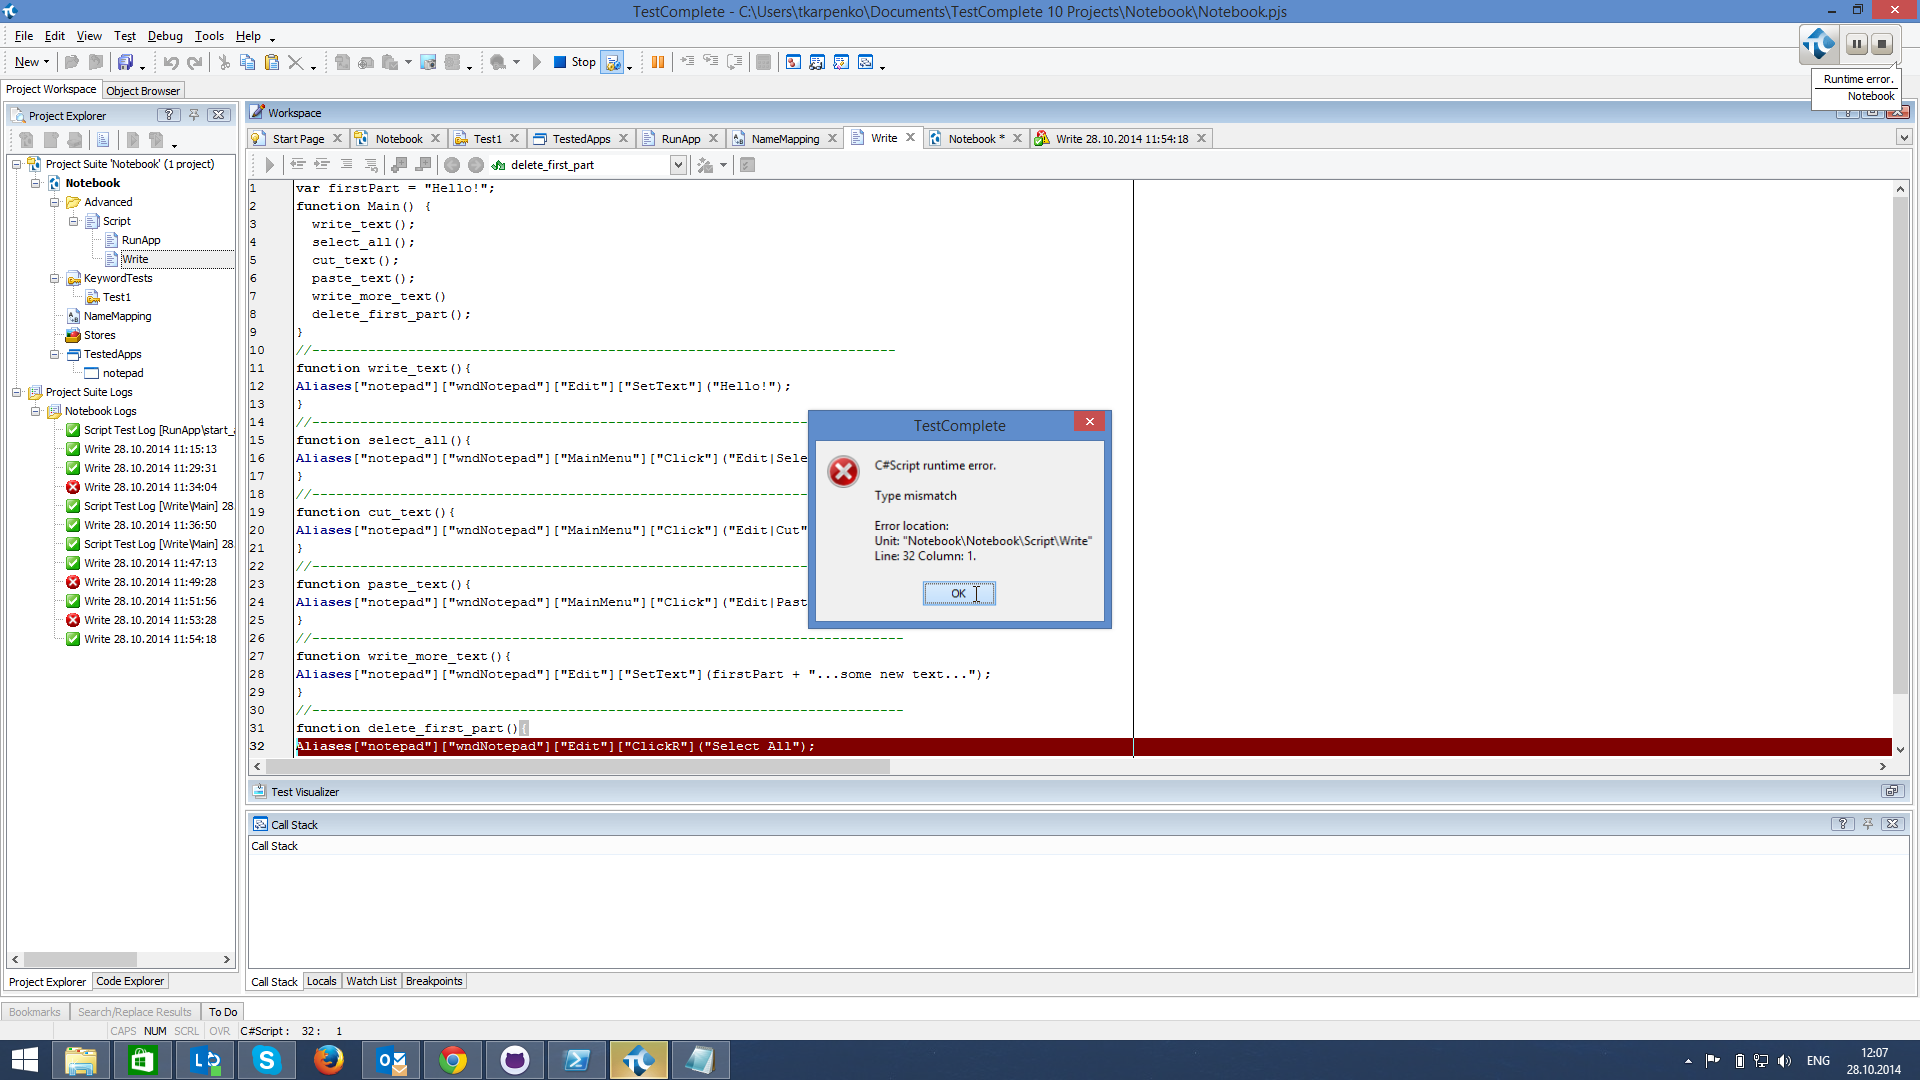 TestComplete - C:\Users\tkarpenko\Documents\TestComplete 10 Projects\Notebook\Notebook.pjs
File Edit View Test Debug Tools Help
New Stop
Runtime error.
Notebook
Project Workspace Object Browser
Project Explorer
Workspace
Start Page Notebook Test1 TestedApps RunApp NameMapping Write Notebook * Write 28.10.2014 11:54:18
delete_first_part
Project Suite 'Notebook' (1 project)
Notebook
Advanced
Script
RunApp
Write
KeywordTests
Test1
NameMapping
Stores
TestedApps
notepad
Project Suite Logs
Notebook Logs
Script Test Log [RunApp\start_
Write 28.10.2014 11:15:13
Write 28.10.2014 11:29:31
Write 28.10.2014 11:34:04
Script Test Log [Write\Main] 28
Write 28.10.2014 11:36:50
Script Test Log [Write\Main] 28
Write 28.10.2014 11:47:13
Write 28.10.2014 11:49:28
Write 28.10.2014 11:51:56
Write 28.10.2014 11:53:28
Write 28.10.2014 11:54:18
1 var firstPart = "Hello!";
2 function Main() {
3 write_text();
4 select_all();
5 cut_text();
6 paste_text();
7 write_more_text()
8 delete_first_part();
9 }
10 //-------------------------------------------------------------------------
11 function write_text(){
12 Aliases["notepad"]["wndNotepad"]["Edit"]["SetText"]("Hello!");
13 }
14 //----------------------------------------------------------------
15 function select_all(){
16 Aliases["notepad"]["wndNotepad"]["MainMenu"]["Click"]("Edit|Sele
17 }
18 //----------------------------------------------------------------
19 function cut_text(){
20 Aliases["notepad"]["wndNotepad"]["MainMenu"]["Click"]("Edit|Cut"
21 }
22 //----------------------------------------------------------------
23 function paste_text(){
24 Aliases["notepad"]["wndNotepad"]["MainMenu"]["Click"]("Edit|Past
25 }
26 //--------------------------------------------------------------------------
27 function write_more_text(){
28 Aliases["notepad"]["wndNotepad"]["Edit"]["SetText"](firstPart + "...some new text...");
29 }
30 //--------------------------------------------------------------------------
31 function delete_first_part(){
32 Aliases["notepad"]["wndNotepad"]["Edit"]["ClickR"]("Select All");
TestComplete
C#Script runtime error.
Type mismatch
Error location:
Unit: "Notebook\Notebook\Script\Write"
Line: 32 Column: 1.
OK
Test Visualizer
Call Stack
Call Stack
Project Explorer Code Explorer
Call Stack Locals Watch List Breakpoints
Bookmarks Search/Replace Results To Do
CAPS NUM SCRL OVR C#Script : 32 : 1
ENG
12:07
28.10.2014